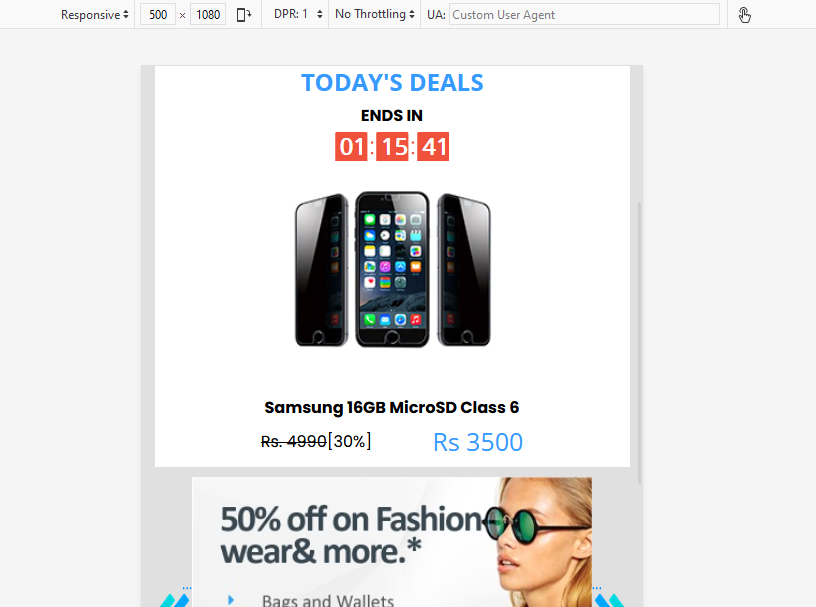 Responsive 500 × 1080 DPR: 1 No Throttling UA: Custom User Agent
TODAY'S DEALS
ENDS IN
01 : 15 : 41
Samsung 16GB MicroSD Class 6
Rs. 4990[30%] Rs 3500
50% off on Fashion
wear& more.*
Bags and Wallets